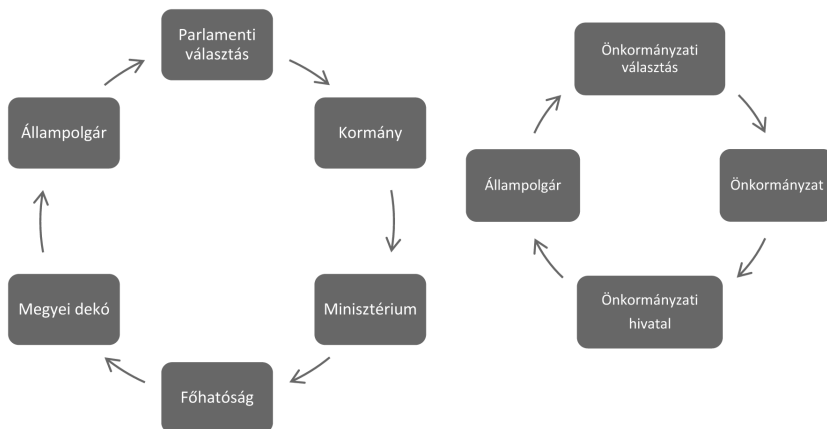 Parlamenti
választás
Kormány
Minisztérium
Főhatóság
Megyei dekó
Állampolgár
Önkormányzati
választás
Önkormányzat
Önkormányzati
hivatal
Állampolgár